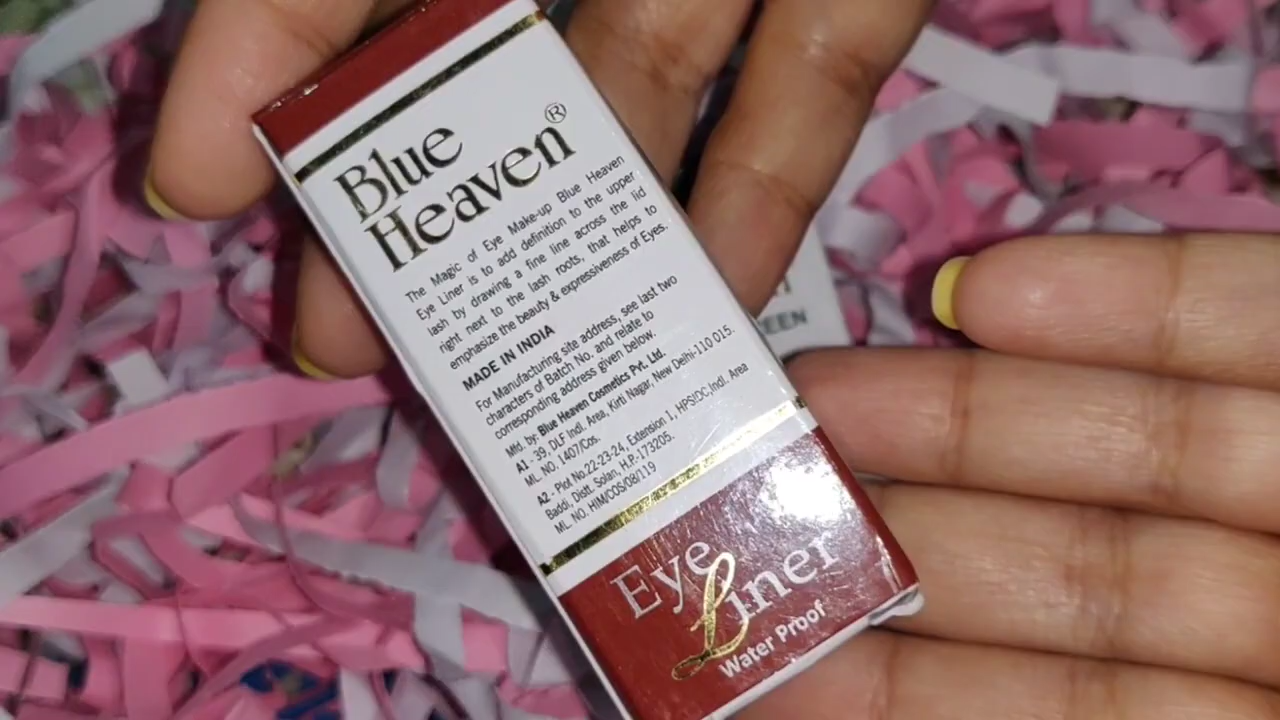 Blue
Heaven®
The Magic of Eye Make-up Blue Heaven
Eye Liner is to add definition to the upper
lash by drawing a fine line across the lid
right next to the lash roots, that helps to
emphasize the beauty & expressiveness of Eyes.
MADE IN INDIA
For Manufacturing site address, see last two
characters of Batch No. and relate to
corresponding address given below.
Mfd. by: Blue Heaven Cosmetics Pvt. Ltd.
A1 - 39, DLF Indl. Area, Kirti Nagar, New Delhi-110 015.
ML. NO. 1407/Cos.
A2 - Plot No.22-23-24, Extension 1, HPSIDC,Indl. Area
Baddi, Distt. Solan, H.P.-173205.
ML. NO. HIM/COS/08/119
Eye
Liner
Water Proof